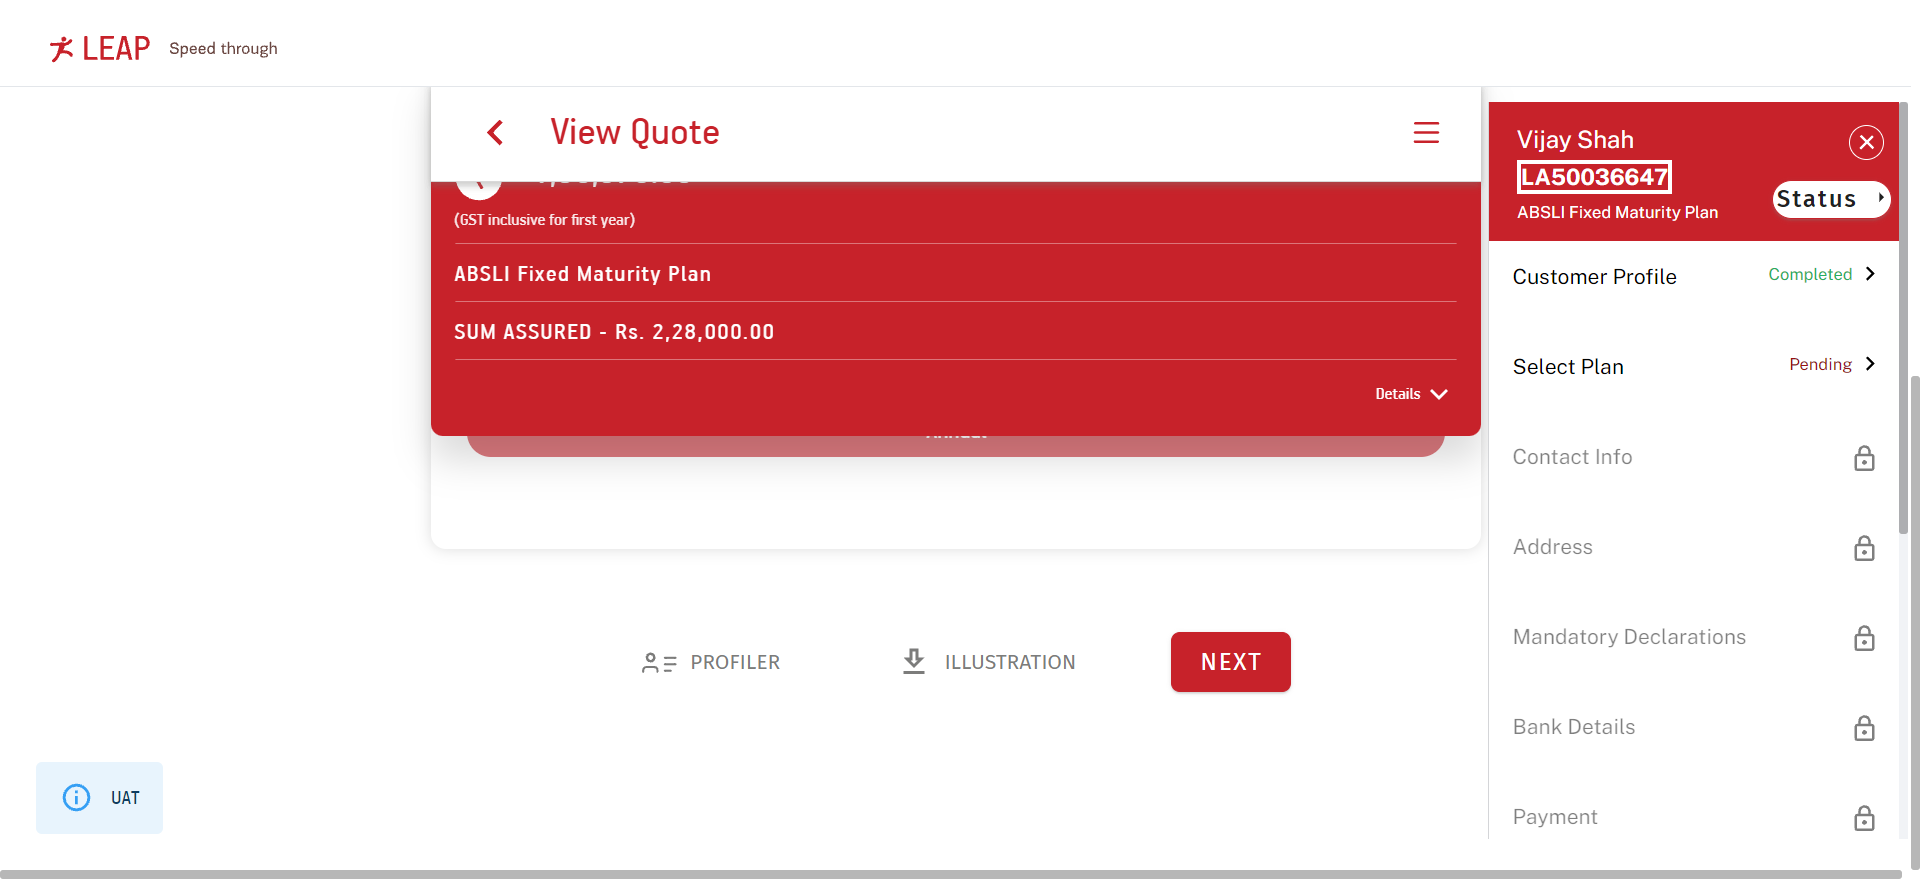 LEAP Speed through
View Quote
(GST inclusive for first year)
ABSLI Fixed Maturity Plan
SUM ASSURED - Rs. 2,28,000.00
Details
PROFILER
ILLUSTRATION
NEXT
UAT
Vijay Shah
LA50036647
Status
ABSLI Fixed Maturity Plan
Customer Profile Completed
Select Plan Pending
Contact Info
Address
Mandatory Declarations
Bank Details
Payment